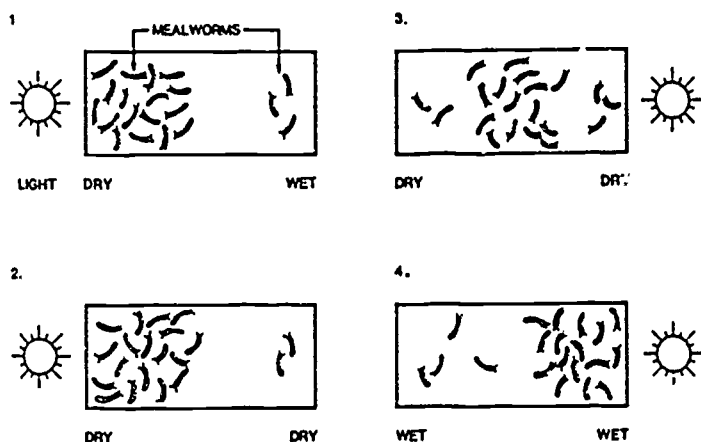 1
MEALWORMS
LIGHT DRY WET
3.
DRY
2.
DRY DRY
4.
WET WET